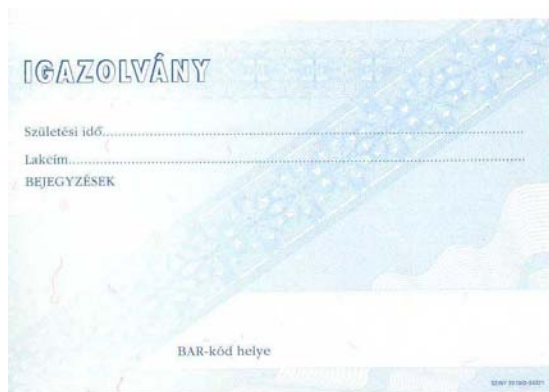 IGAZOLVÁNY
Születési idő
Lakcím
BEJEGYZÉSEK
BAR-kód helye